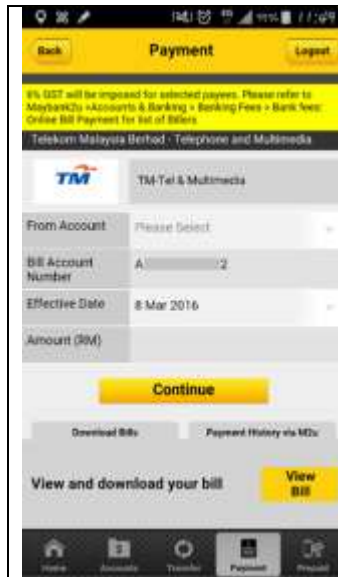 11:49
Back
Payment
Logout
6% GST will be imposed for selected payees. Please refer to
Maybank2u >Accounts & Banking > Banking Fees > Bank fees:
Online Bill Payment for list of Billers
Telekom Malaysia Berhad - Telephone and Multimedia
TM
TM-Tel & Multimedia
From Account
Please Select
Bill Account
Number
A 2
Effective Date
8 Mar 2016
Amount (RM)
Continue
Download Bills
Payment History via M2u
View and download your bill
View
Bill
Home
Accounts
Transfer
Payment
Prepaid